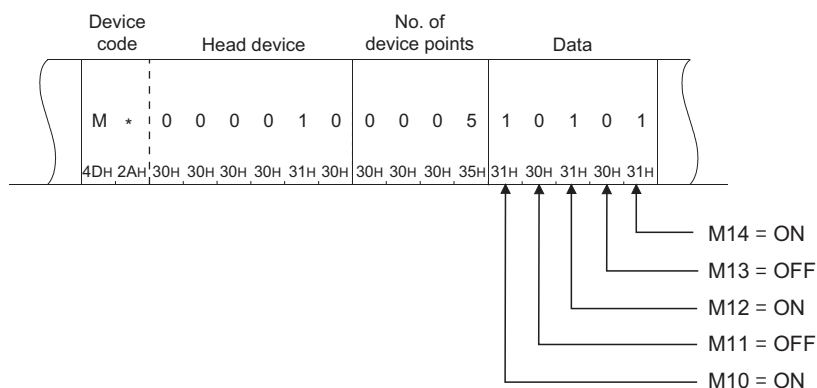 Device code
Head device
No. of device points
Data
M * 0 0 0 0 1 0 0 0 0 5 1 0 1 0 1
4DH 2AH 30H 30H 30H 30H 31H 30H 30H 30H 30H 35H 31H 30H 31H 30H 31H
M14 = ON
M13 = OFF
M12 = ON
M11 = OFF
M10 = ON